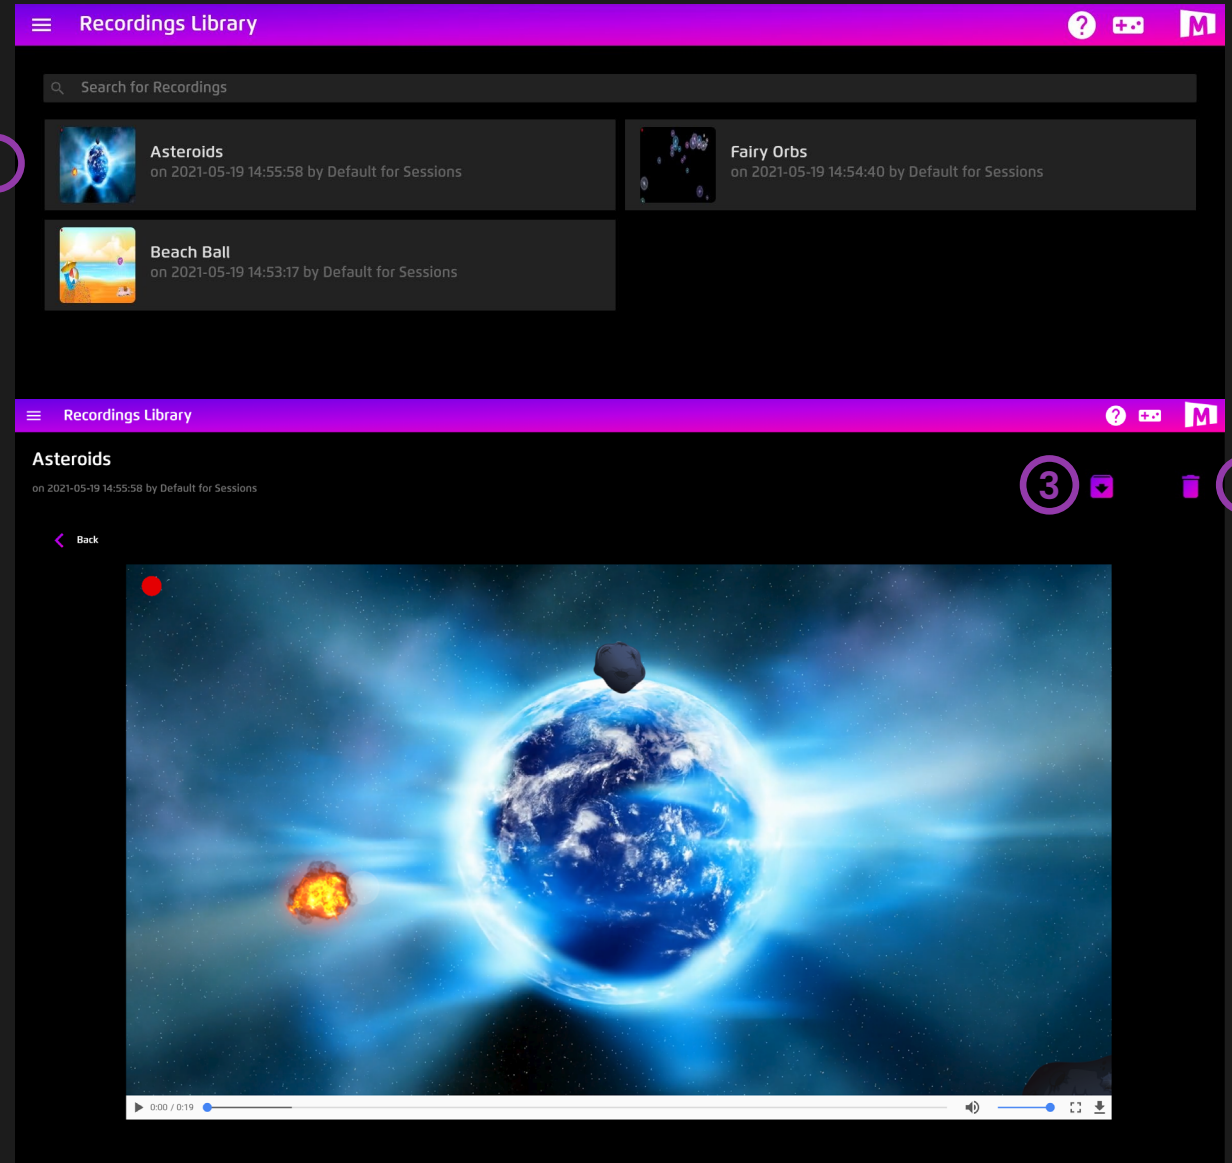 Recordings Library
?
M
Search for Recordings
Asteroids
on 2021-05-19 14:55:58 by Default for Sessions
Fairy Orbs
on 2021-05-19 14:54:40 by Default for Sessions
Beach Ball
on 2021-05-19 14:53:17 by Default for Sessions
Recordings Library
?
M
Asteroids
on 2021-05-19 14:55:58 by Default for Sessions
3
Back
0:00 / 0:19